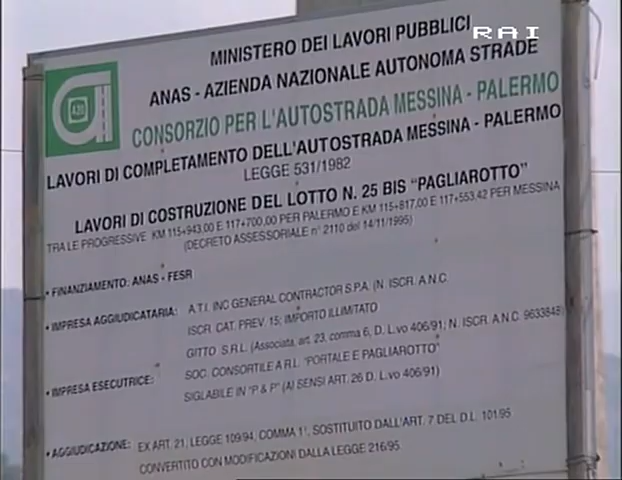 RAI
MINISTERO DEI LAVORI PUBBLICI
ANAS - AZIENDA NAZIONALE AUTONOMA STRADE
A20
CONSORZIO PER L'AUTOSTRADA MESSINA - PALERMO
LAVORI DI COMPLETAMENTO DELL'AUTOSTRADA MESSINA - PALERMO
LEGGE 531/1982
LAVORI DI COSTRUZIONE DEL LOTTO N. 25 BIS "PAGLIAROTTO"
TRA LE PROGRESSIVE KM 115+943,00 E 117+700,00 PER PALERMO E KM 115+817,00 E 117+553,42 PER MESSINA
(DECRETO ASSESSORIALE n° 2110 del 14/11/1995)
• FINANZIAMENTO: ANAS - FESR
• IMPRESA AGGIUDICATARIA: A.T.I. INC GENERAL CONTRACTOR S.P.A. (N. ISCR. A.N.C.
ISCR. CAT. PREV. 15; IMPORTO ILLIMITATO
GITTO S.R.L. (Associata, art. 23, comma 6, D. L.vo 406/91; N. ISCR. A.N.C. 9633848)
• IMPRESA ESECUTRICE: SOC. CONSORTILE A R.L. "PORTALE E PAGLIAROTTO"
SIGLABILE IN "P & P" (AI SENSI ART. 26 D. L.vo 406/91)
• AGGIUDICAZIONE: EX ART. 21, LEGGE 109/94, COMMA 1°, SOSTITUITO DALL'ART. 7 DEL D.L. 101/95
CONVERTITO CON MODIFICAZIONI DALLA LEGGE 216/95